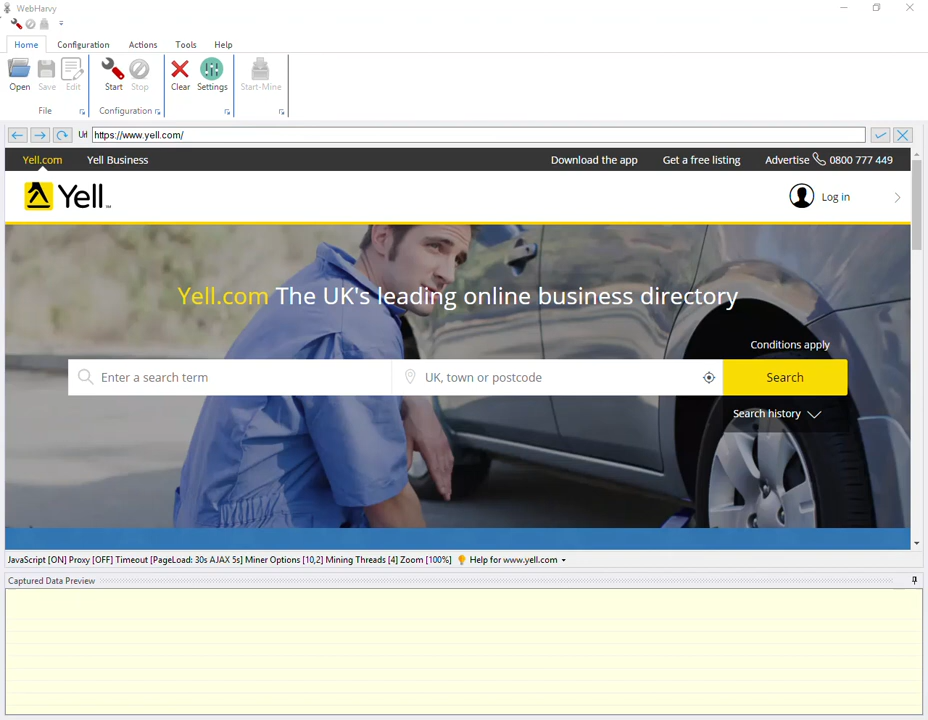 WebHarvy
Home Configuration Actions Tools Help
Open Save Edit Start Stop Clear Settings Start-Mine
File Configuration
Url https://www.yell.com/
Yell.com Yell Business Download the app Get a free listing Advertise 0800 777 449
Yell Log in
Yell.com The UK's leading online business directory
Conditions apply
Enter a search term UK, town or postcode Search
Search history
JavaScript [ON] Proxy [OFF] Timeout [PageLoad: 30s AJAX 5s] Miner Options [10,2] Mining Threads [4] Zoom [100%] Help for www.yell.com
Captured Data Preview